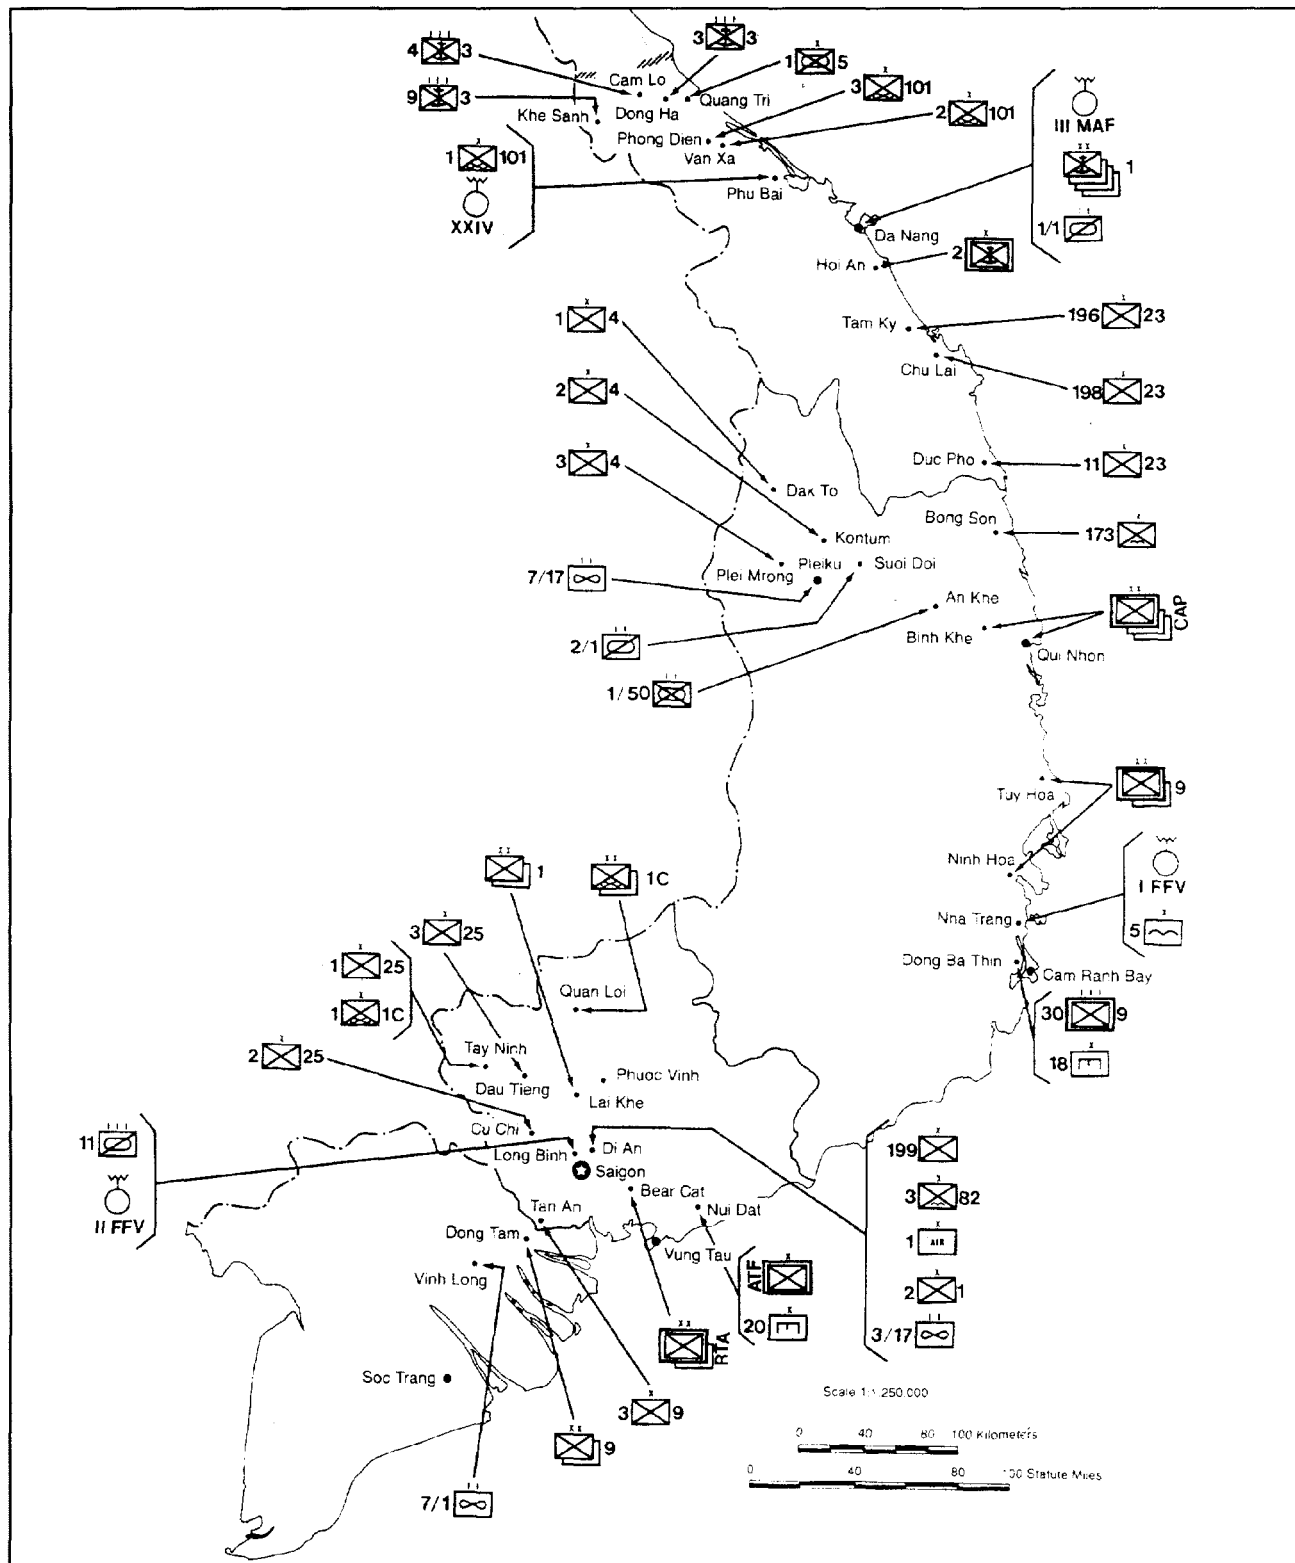 4 3
3 3
1 5
Cam Lo
3 101
9 3
Dong Ha
Quang Tri
2 101
Khe Sanh
III MAF
Phong Dien
Van Xa
1 101
1
Phu Bai
XXIV
1/1
Da Nang
2
Hoi An
1 4
196 23
Tam Ky
Chu Lai
2 4
198 23
3 4
Duc Pho
11 23
Dak To
Bong Son
173
Kontum
Pleiku
Suoi Doi
7/17
Plei Mrong
An Khe
CAP
2/1
Binh Khe
Qui Nhon
1/50
9
Tuy Hoa
Ninh Hoa
1
1C
I FFV
3 25
Nha Trang
5
1 25
Dong Ba Thin
Cam Ranh Bay
1 1C
Quan Loi
30 9
2 25
Tay Ninh
18
Dau Tieng
Phuoc Vinh
Lai Khe
11
Cu Chi
Di An
199
Long Binh
Saigon
II FFV
Bear Cat
3 82
Tan An
Nui Dat
Dong Tam
1 AIR
Vung Tau
Vinh Long
ATF
2 1
20
3/17
RTA
Soc Trang
Scale 1:1,250,000
3 9
0 40 80 100 Kilometers
9
0 40 80 100 Statute Miles
7/1